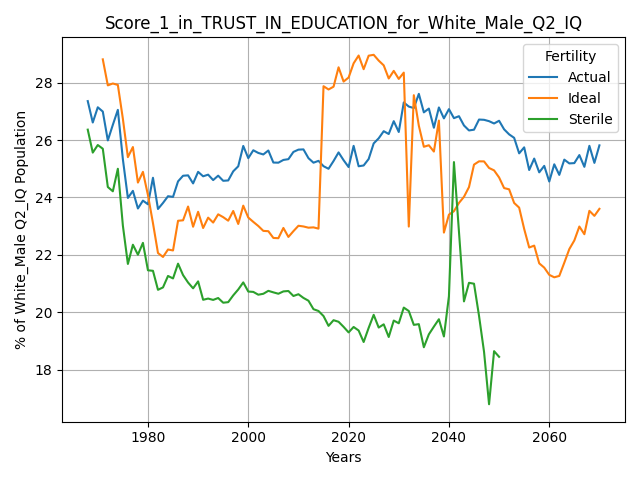 Score_1_in_TRUST_IN_EDUCATION_for_White_Male_Q2_IQ
% of White_Male Q2_IQ Population
28
26
24
22
20
18
Fertility
Actual
Ideal
Sterile
1980
2000
2020
2040
2060
Years